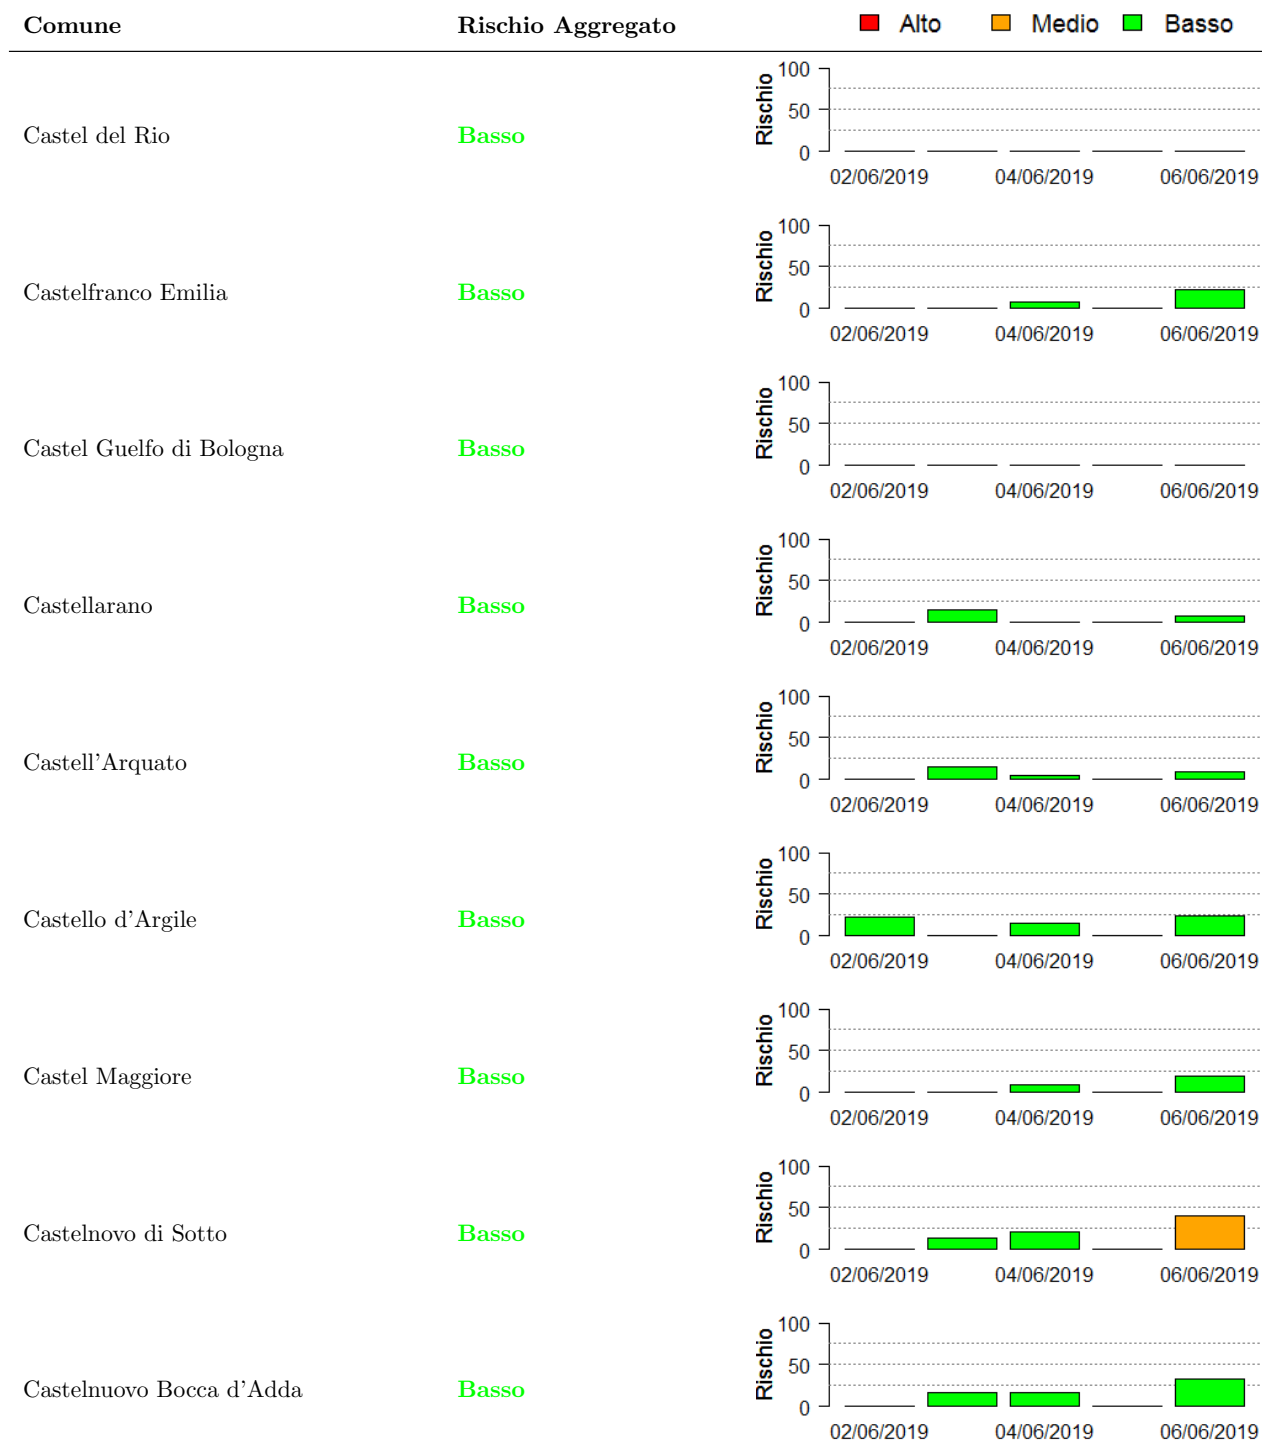 Comune Rischio Aggregato Alto Medio Basso
100
50
0
Rischio
Castel del Rio Basso
02/06/2019 04/06/2019 06/06/2019
100
50
0
Rischio
Castelfranco Emilia Basso
02/06/2019 04/06/2019 06/06/2019
100
50
0
Rischio
Castel Guelfo di Bologna Basso
02/06/2019 04/06/2019 06/06/2019
100
50
0
Rischio
Castellarano Basso
02/06/2019 04/06/2019 06/06/2019
100
50
0
Rischio
Castell'Arquato Basso
02/06/2019 04/06/2019 06/06/2019
100
50
0
Rischio
Castello d'Argile Basso
02/06/2019 04/06/2019 06/06/2019
100
50
0
Rischio
Castel Maggiore Basso
02/06/2019 04/06/2019 06/06/2019
100
50
0
Rischio
Castelnovo di Sotto Basso
02/06/2019 04/06/2019 06/06/2019
100
50
0
Rischio
Castelnuovo Bocca d'Adda Basso
02/06/2019 04/06/2019 06/06/2019